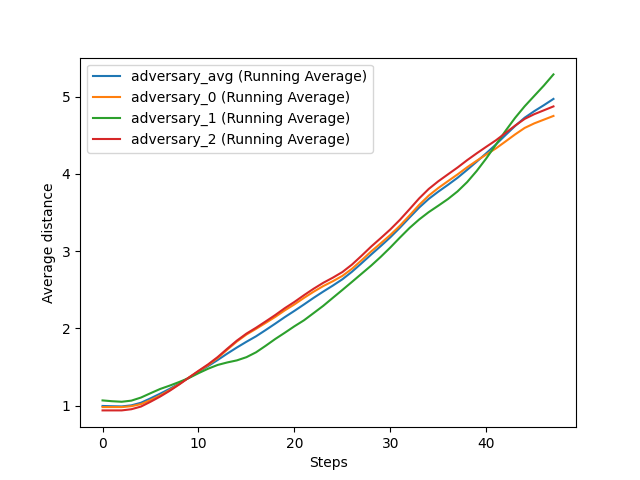 adversary_avg (Running Average)
adversary_0 (Running Average)
adversary_1 (Running Average)
adversary_2 (Running Average)
Average distance
5
4
3
2
1
0
10
20
30
40
Steps